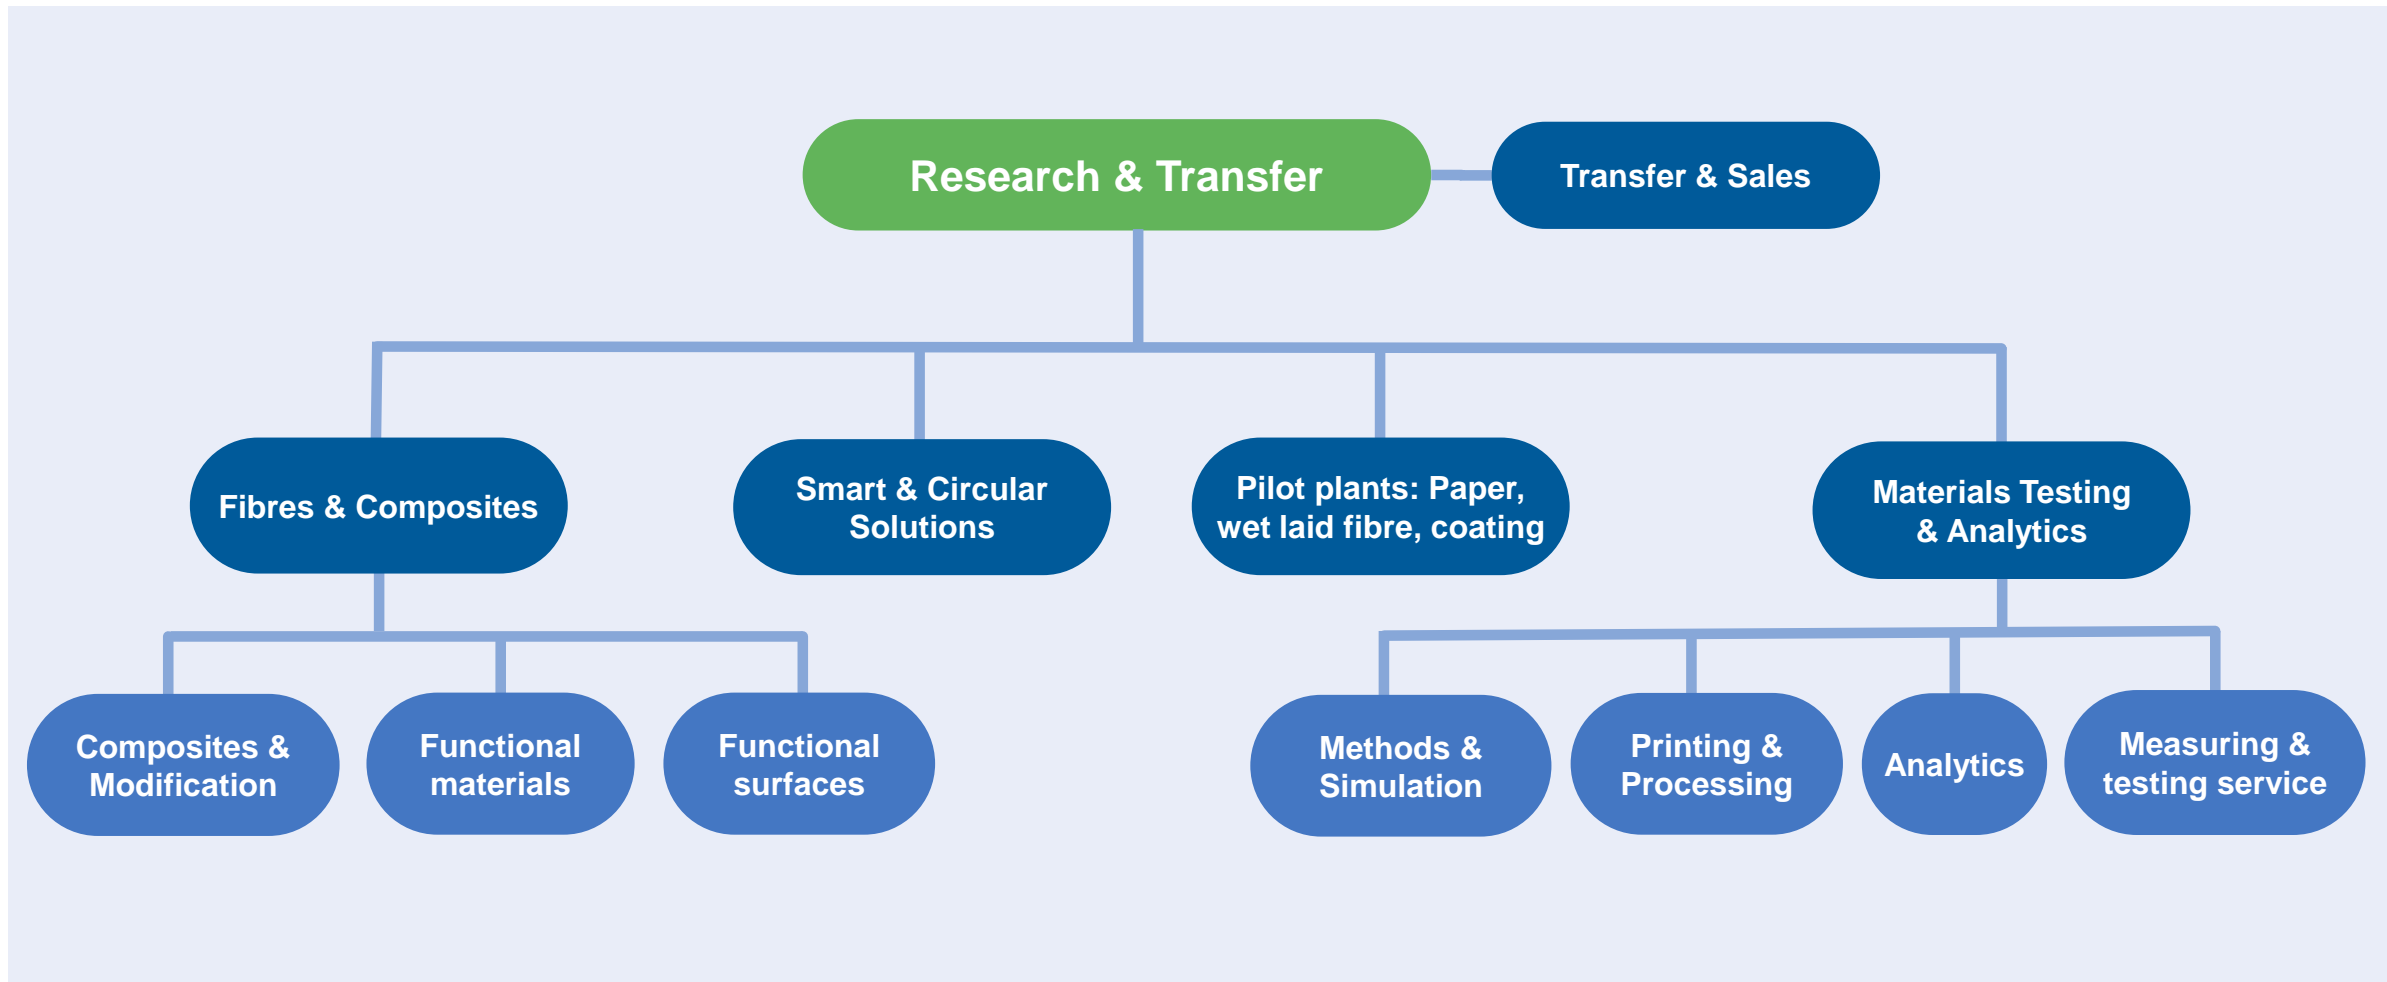 Research & Transfer
Transfer & Sales
Fibres & Composites
Smart & Circular
Solutions
Pilot plants: Paper,
wet laid fibre, coating
Materials Testing
& Analytics
Composites &
Modification
Functional
materials
Functional
surfaces
Methods &
Simulation
Printing &
Processing
Analytics
Measuring &
testing service